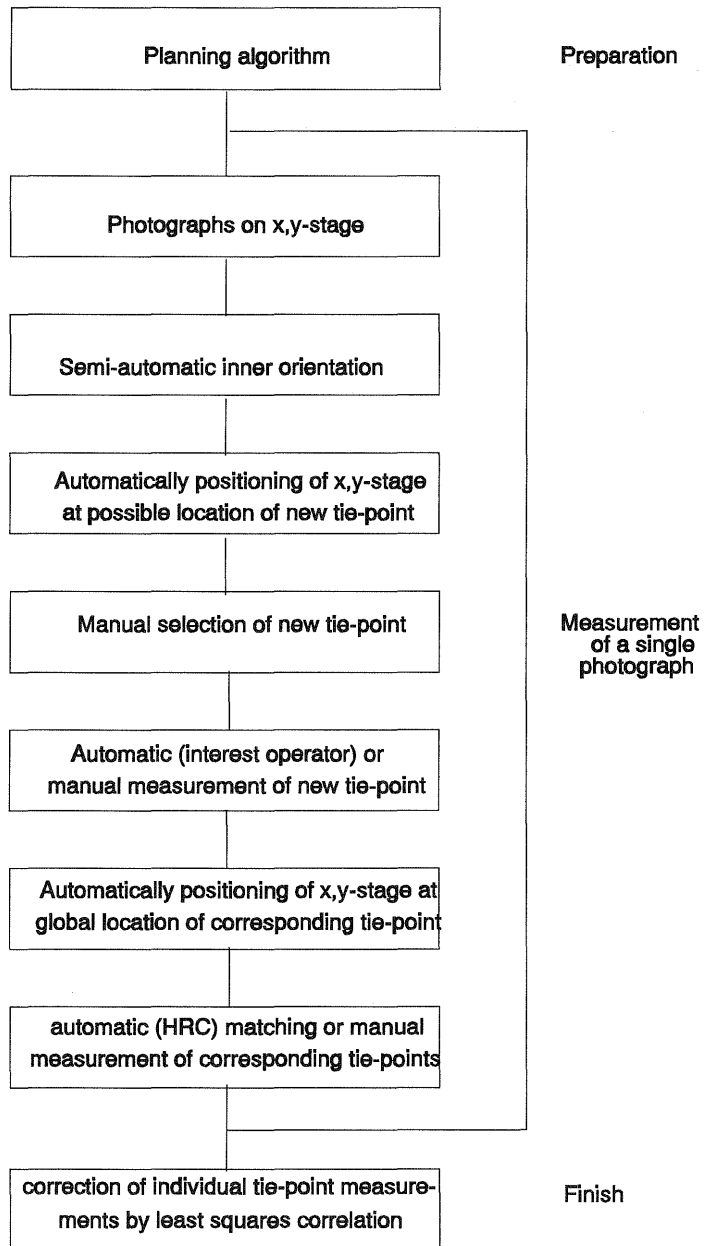 Planning algorithm
Preparation
Photographs on x,y-stage
Semi-automatic inner orientation
Automatically positioning of x,y-stage
at possible location of new tie-point
Manual selection of new tie-point
Measurement
of a single
photograph
Automatic (interest operator) or
manual measurement of new tie-point
Automatically positioning of x,y-stage at
global location of corresponding tie-point
automatic (HRC) matching or manual
measurement of corresponding tie-points
correction of individual tie-point measure-
ments by least squares correlation
Finish